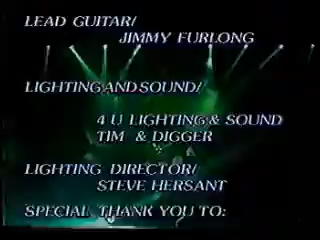 LEAD GUITAR/
JIMMY FURLONG
LIGHTING AND SOUND/
4 U LIGHTING & SOUND
TIM & DIGGER
LIGHTING DIRECTOR/
STEVE HERSANT
SPECIAL THANK YOU TO: